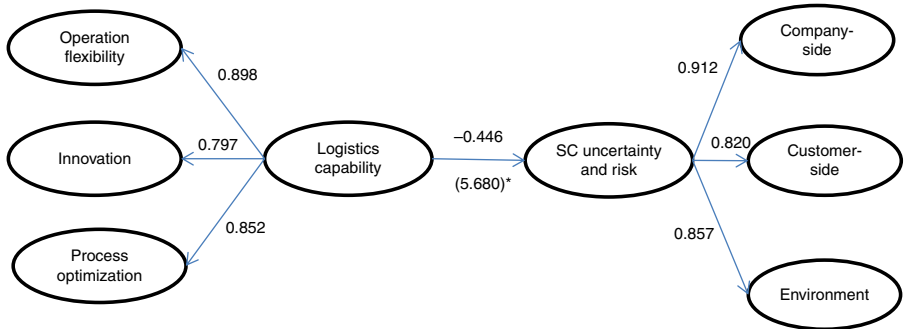 Operation
flexibility
0.898
Innovation
0.797
Process
optimization
0.852
Logistics
capability
–0.446
(5.680)*
SC uncertainty
and risk
0.912
Company-
side
0.820
Customer-
side
0.857
Environment